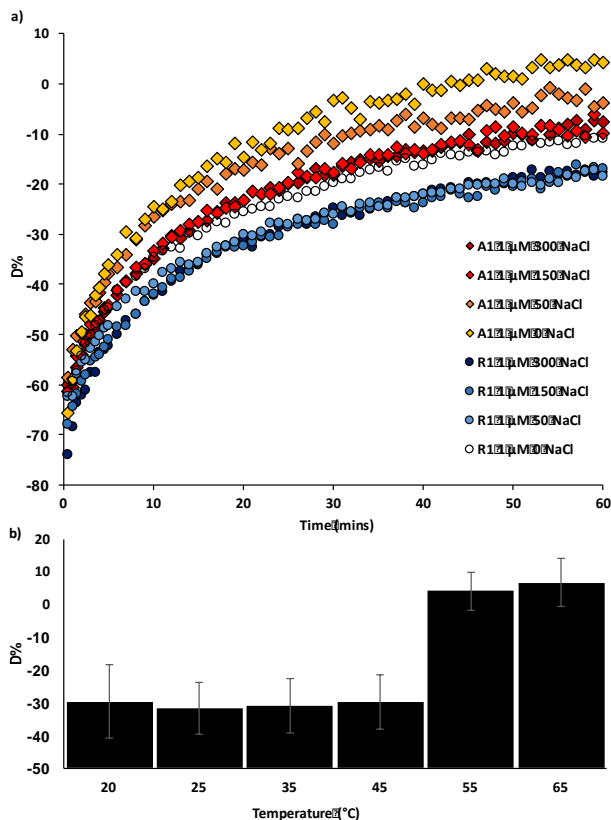 a)
10
0
-10
-20
-30
-40
-50
-60
-70
-80
D%
0 10 20 30 40 50 60
Time (mins)
A1 1 µM 300 NaCl
A1 1 µM 150 NaCl
A1 1 µM 50 NaCl
A1 1 µM 0 NaCl
R1 1 µM 300 NaCl
R1 1 µM 150 NaCl
R1 1 µM 50 NaCl
R1 1 µM 0 NaCl
b)
20
10
0
-10
-20
-30
-40
-50
D%
20 25 35 45 55 65
Temperature (°C)